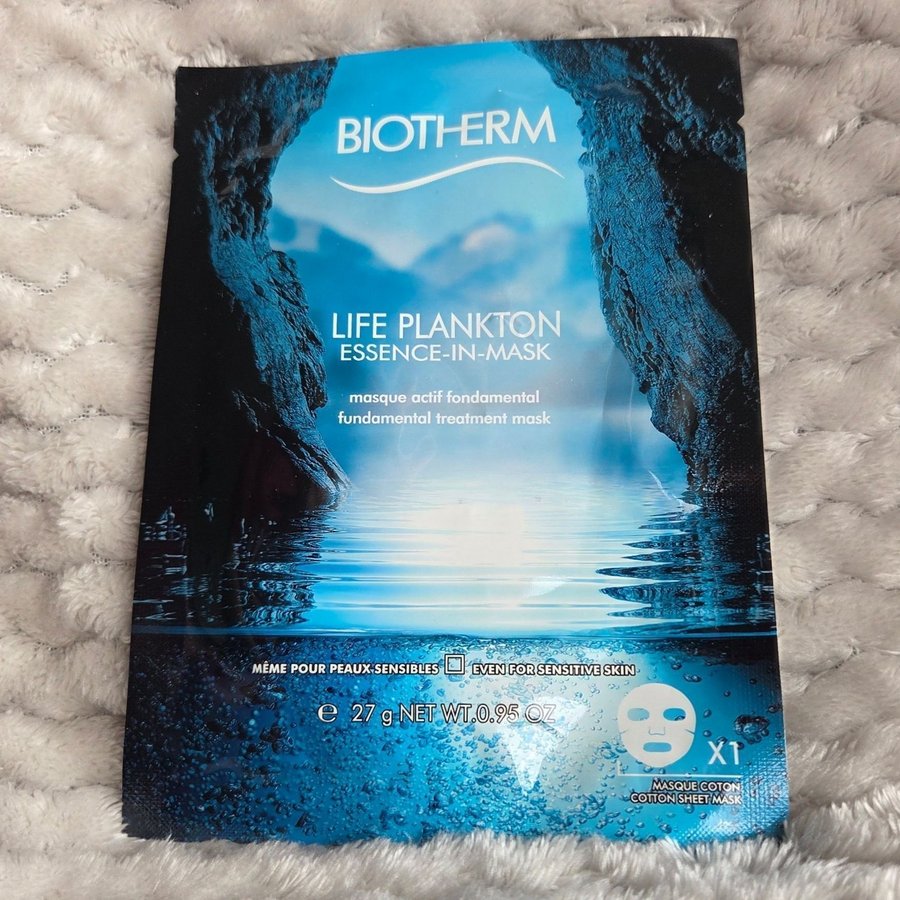 BIOTHERM
LIFE PLANKTON
ESSENCE-IN-MASK
masque actif fondamental
fundamental treatment mask
MÊME POUR PEAUX SENSIBLES EVEN FOR SENSITIVE SKIN
℮ 27 g NET WT.0.95 OZ
X1
MASQUE COTON
COTTON SHEET MASK